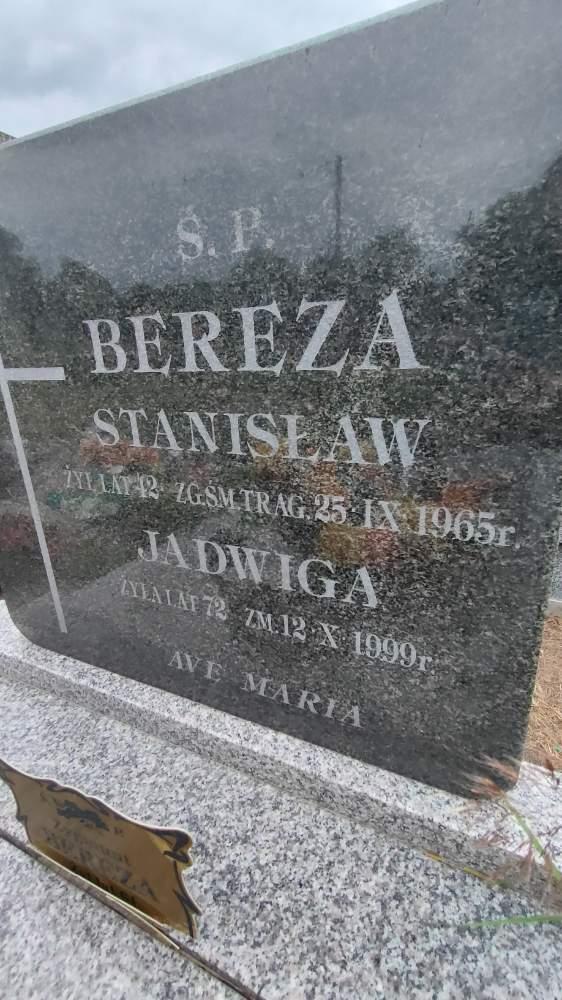 Ś. P.
BEREZA
STANISŁAW
ŻYŁ LAT 42 ZG.ŚM.TRAG. 25 IX 1965r.
JADWIGA
ŻYŁA LAT 72 ZM. 12 X 1999r.
AVE MARIA
Zygmunt
BEREZA